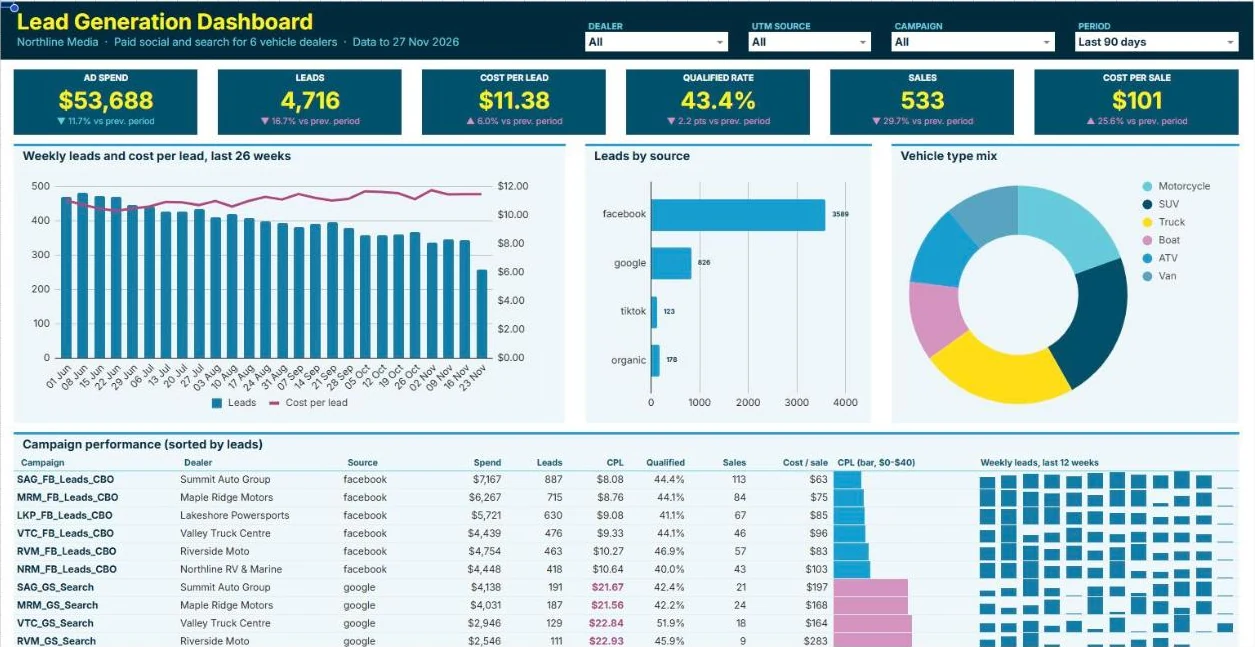 Lead Generation Dashboard
Northline Media · Paid social and search for 6 vehicle dealers · Data to 27 Nov 2026
DEALER UTM SOURCE CAMPAIGN PERIOD
All All All Last 90 days
AD SPEND LEADS COST PER LEAD QUALIFIED RATE SALES COST PER SALE
$53,688 4,716 $11.38 43.4% 533 $101
▼ 11.7% vs prev. period ▼ 16.7% vs prev. period ▲ 6.0% vs prev. period ▼ 2.2 pts vs prev. period ▼ 29.7% vs prev. period ▲ 25.6% vs prev. period
Weekly leads and cost per lead, last 26 weeks
500 $12.00
400 $10.00
300 $8.00
200 $6.00
100 $4.00
0 $2.00
$0.00
01 Jun 08 Jun 15 Jun 22 Jun 29 Jun 06 Jul 13 Jul 20 Jul 27 Jul 03 Aug 10 Aug 17 Aug 24 Aug 31 Aug 07 Sep 14 Sep 21 Sep 28 Sep 05 Oct 12 Oct 19 Oct 26 Oct 02 Nov 09 Nov 16 Nov 23 Nov
Leads Cost per lead
Leads by source
facebook 3589
google 826
tiktok 123
organic 178
0 1000 2000 3000 4000
Vehicle type mix
Motorcycle
SUV
Truck
Boat
ATV
Van
Campaign performance (sorted by leads)
Campaign Dealer Source Spend Leads CPL Qualified Sales Cost / sale CPL (bar, $0-$40) Weekly leads, last 12 weeks
SAG_FB_Leads_CBO Summit Auto Group facebook $7,167 887 $8.08 44.4% 113 $63
MRM_FB_Leads_CBO Maple Ridge Motors facebook $6,267 715 $8.76 44.1% 84 $75
LKP_FB_Leads_CBO Lakeshore Powersports facebook $5,721 630 $9.08 41.1% 67 $85
VTC_FB_Leads_CBO Valley Truck Centre facebook $4,439 476 $9.33 44.1% 46 $96
RVM_FB_Leads_CBO Riverside Moto facebook $4,754 463 $10.27 46.9% 57 $83
NRM_FB_Leads_CBO Northline RV & Marine facebook $4,448 418 $10.64 40.0% 43 $103
SAG_GS_Search Summit Auto Group google $4,138 191 $21.67 42.4% 21 $197
MRM_GS_Search Maple Ridge Motors google $4,031 187 $21.56 42.2% 24 $168
VTC_GS_Search Valley Truck Centre google $2,946 129 $22.84 51.9% 18 $164
RVM_GS_Search Riverside Moto google $2,546 111 $22.93 45.9% 9 $283